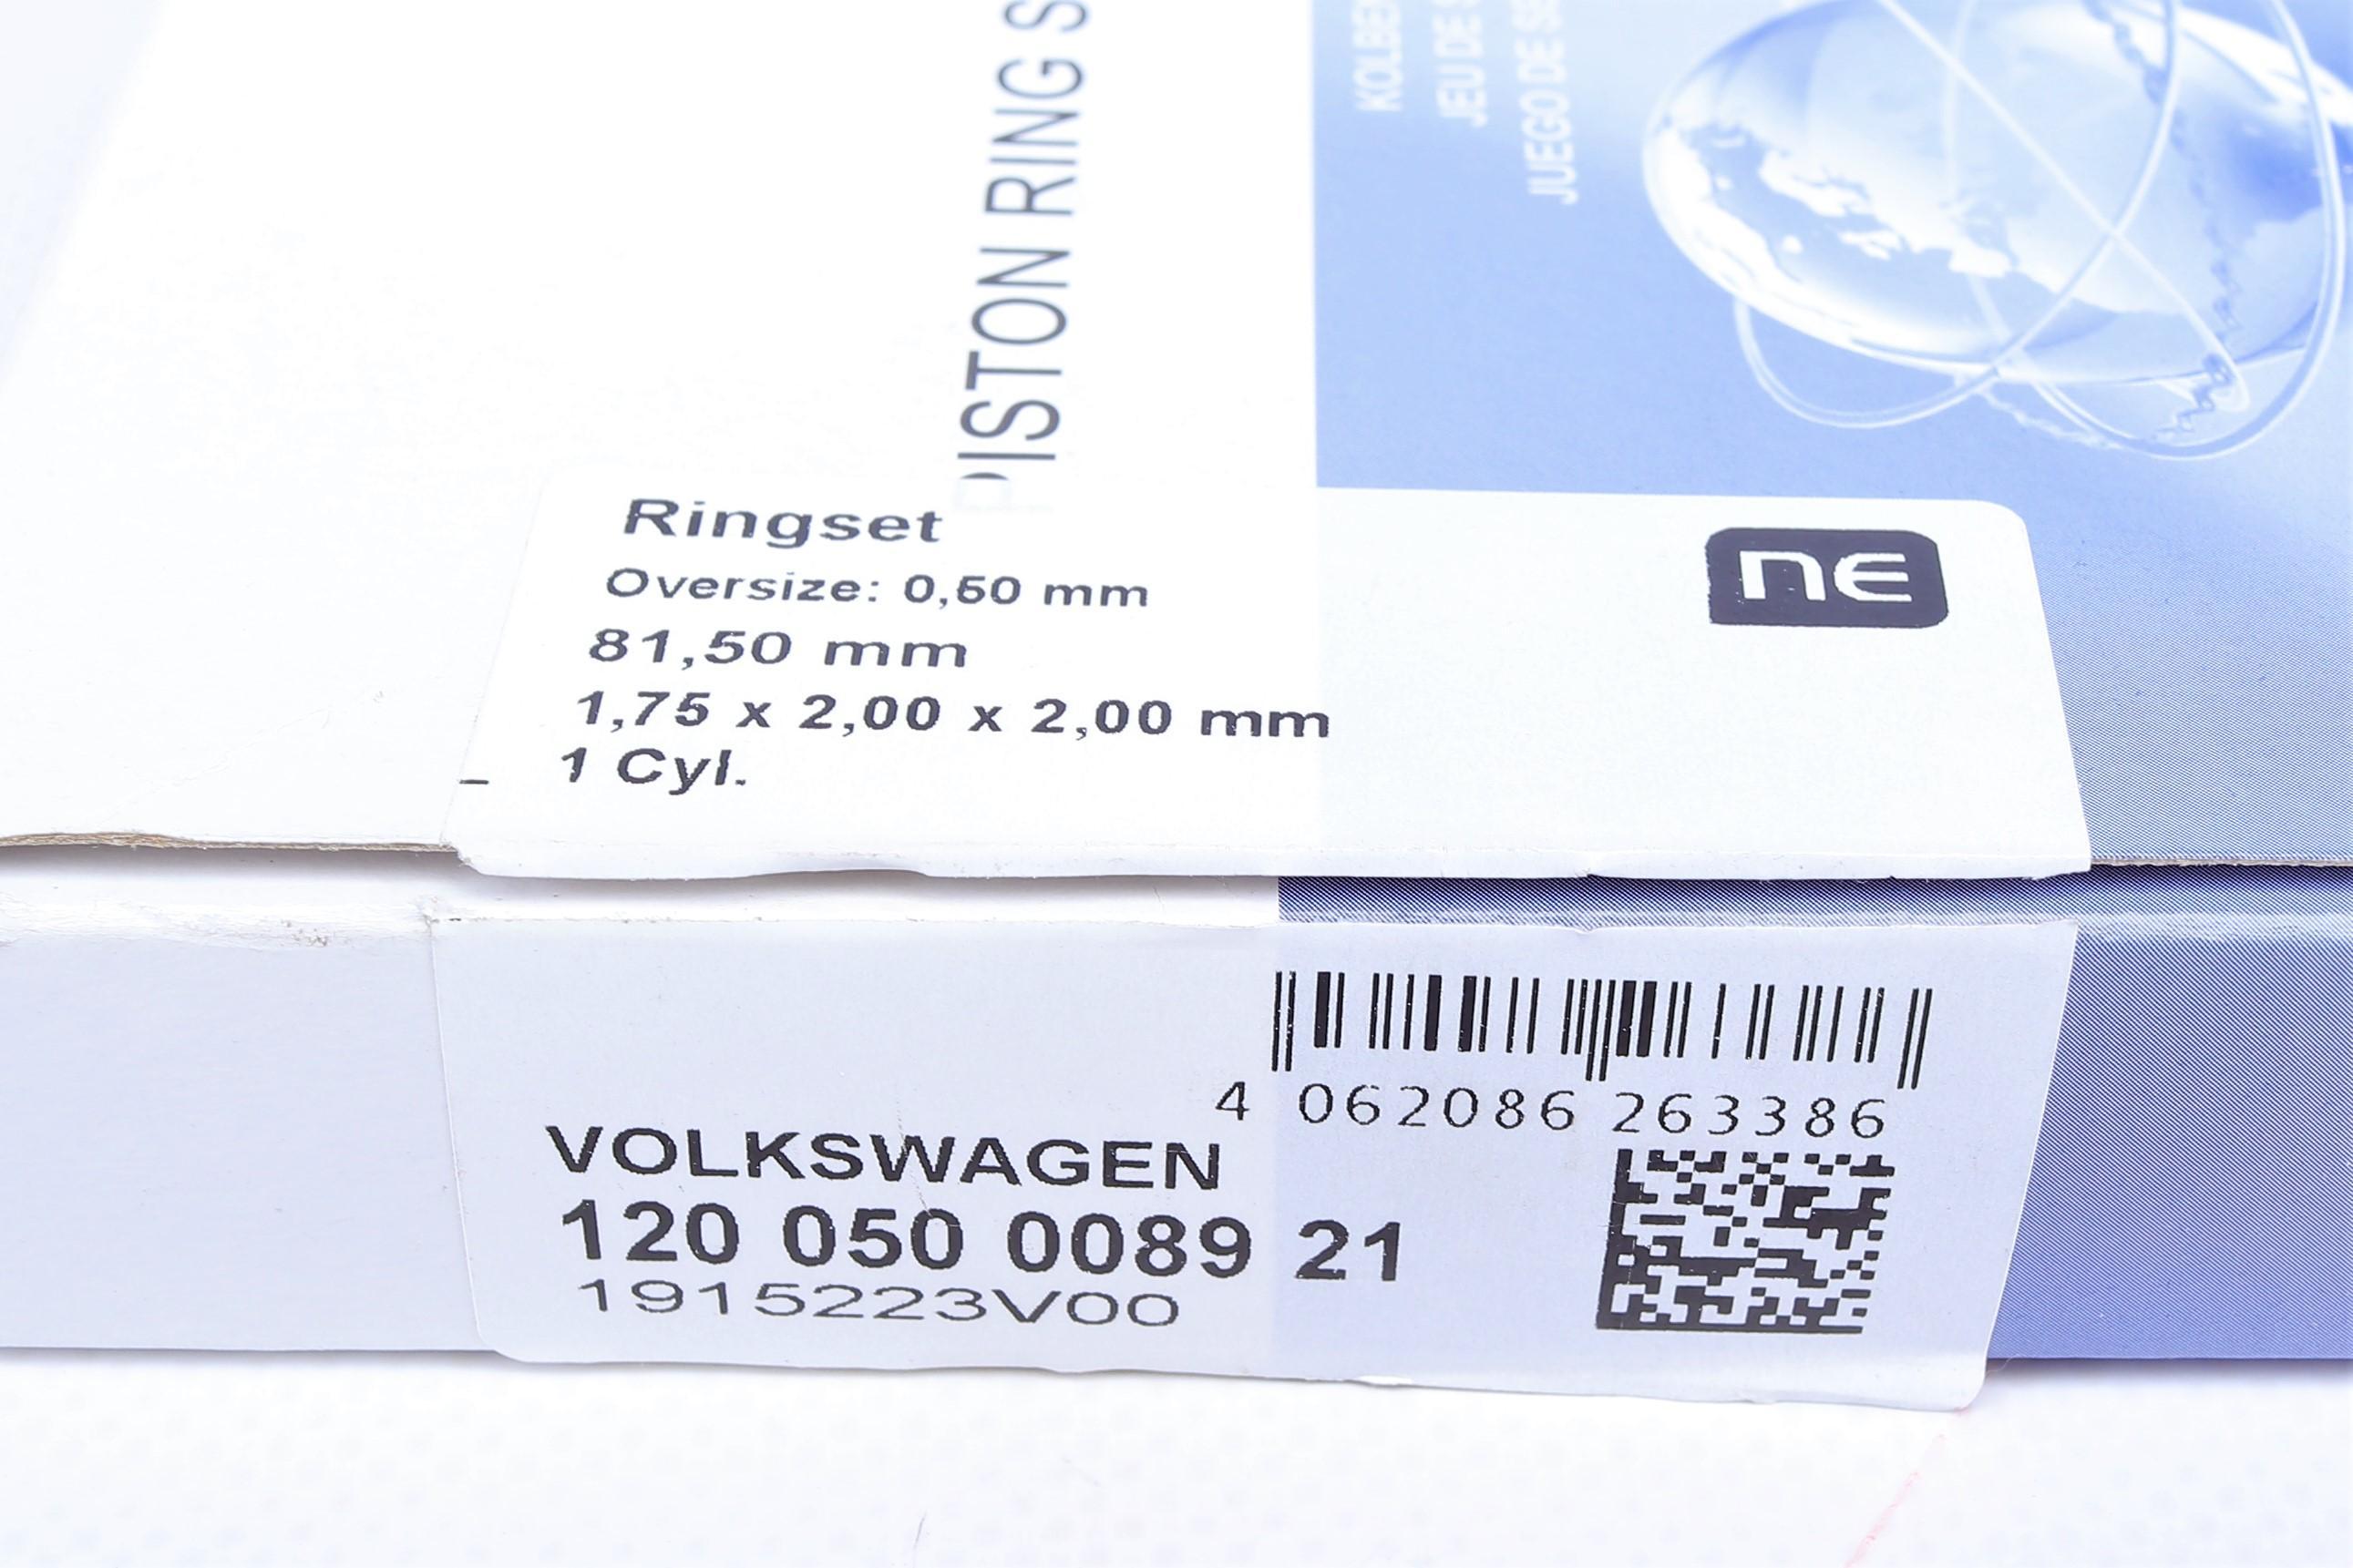 PISTON RING S
KOLBEN
JEU DE S
JUEGO DE SE
Ringset
Oversize: 0,50 mm
81,50 mm
1,75 x 2,00 x 2,00 mm
1 Cyl.
NE
4 062086 263386
VOLKSWAGEN
120 050 0089 21
1915223V00